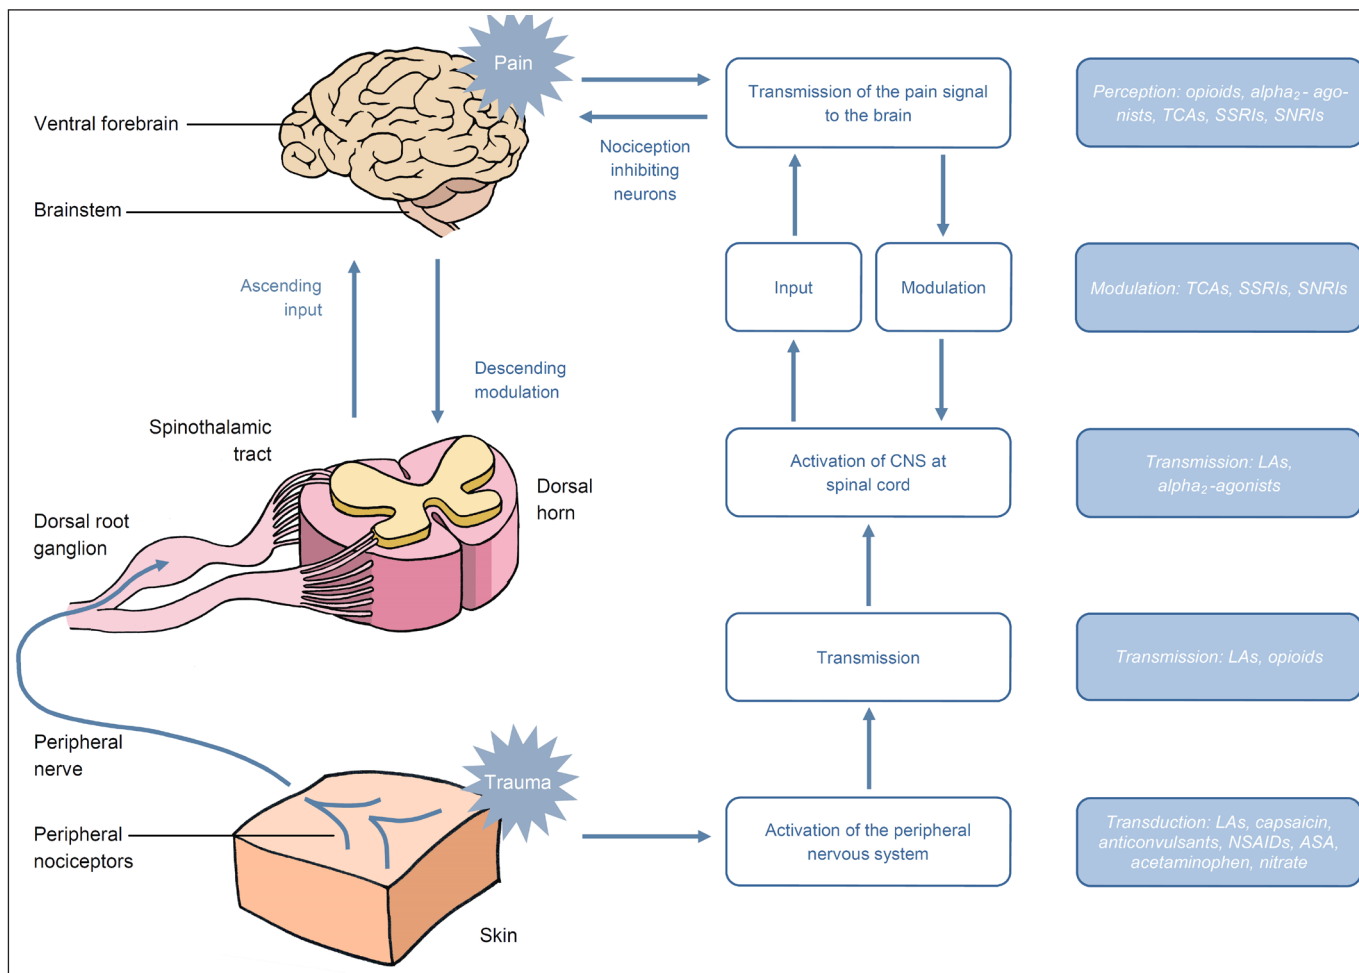 Pain
Ventral forebrain
Brainstem
Nociception
inhibiting
neurons
Ascending
input
Descending
modulation
Spinothalamic
tract
Dorsal
horn
Dorsal root
ganglion
Peripheral
nerve
Trauma
Peripheral
nociceptors
Skin
Transmission of the pain signal
to the brain
Input
Modulation
Activation of CNS at
spinal cord
Transmission
Activation of the peripheral
nervous system
Perception: opioids, alpha₂- ago-
nists, TCAs, SSRIs, SNRIs
Modulation: TCAs, SSRIs, SNRIs
Transmission: LAs,
alpha₂-agonists
Transmission: LAs, opioids
Transduction: LAs, capsaicin,
anticonvulsants, NSAIDs, ASA,
acetaminophen, nitrate